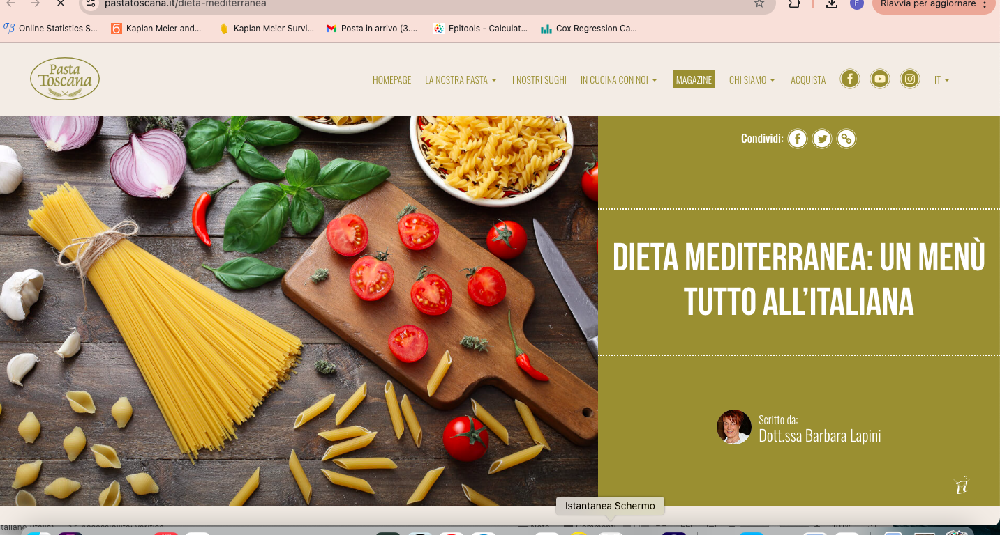 pastatoscana.it/dieta-mediterranea
F
Riavvia per aggiornare
σβ Online Statistics S...
6 Kaplan Meier and...
Kaplan Meier Survi...
Posta in arrivo (3....
Epitools - Calculat...
Cox Regression Ca...
Pasta
Toscana
HOMEPAGE
LA NOSTRA PASTA
I NOSTRI SUGHI
IN CUCINA CON NOI
MAGAZINE
CHI SIAMO
ACQUISTA
IT
Condividi:
DIETA MEDITERRANEA: UN MENÙ
TUTTO ALL’ITALIANA
Scritto da:
Dott.ssa Barbara Lapini
Istantanea Schermo